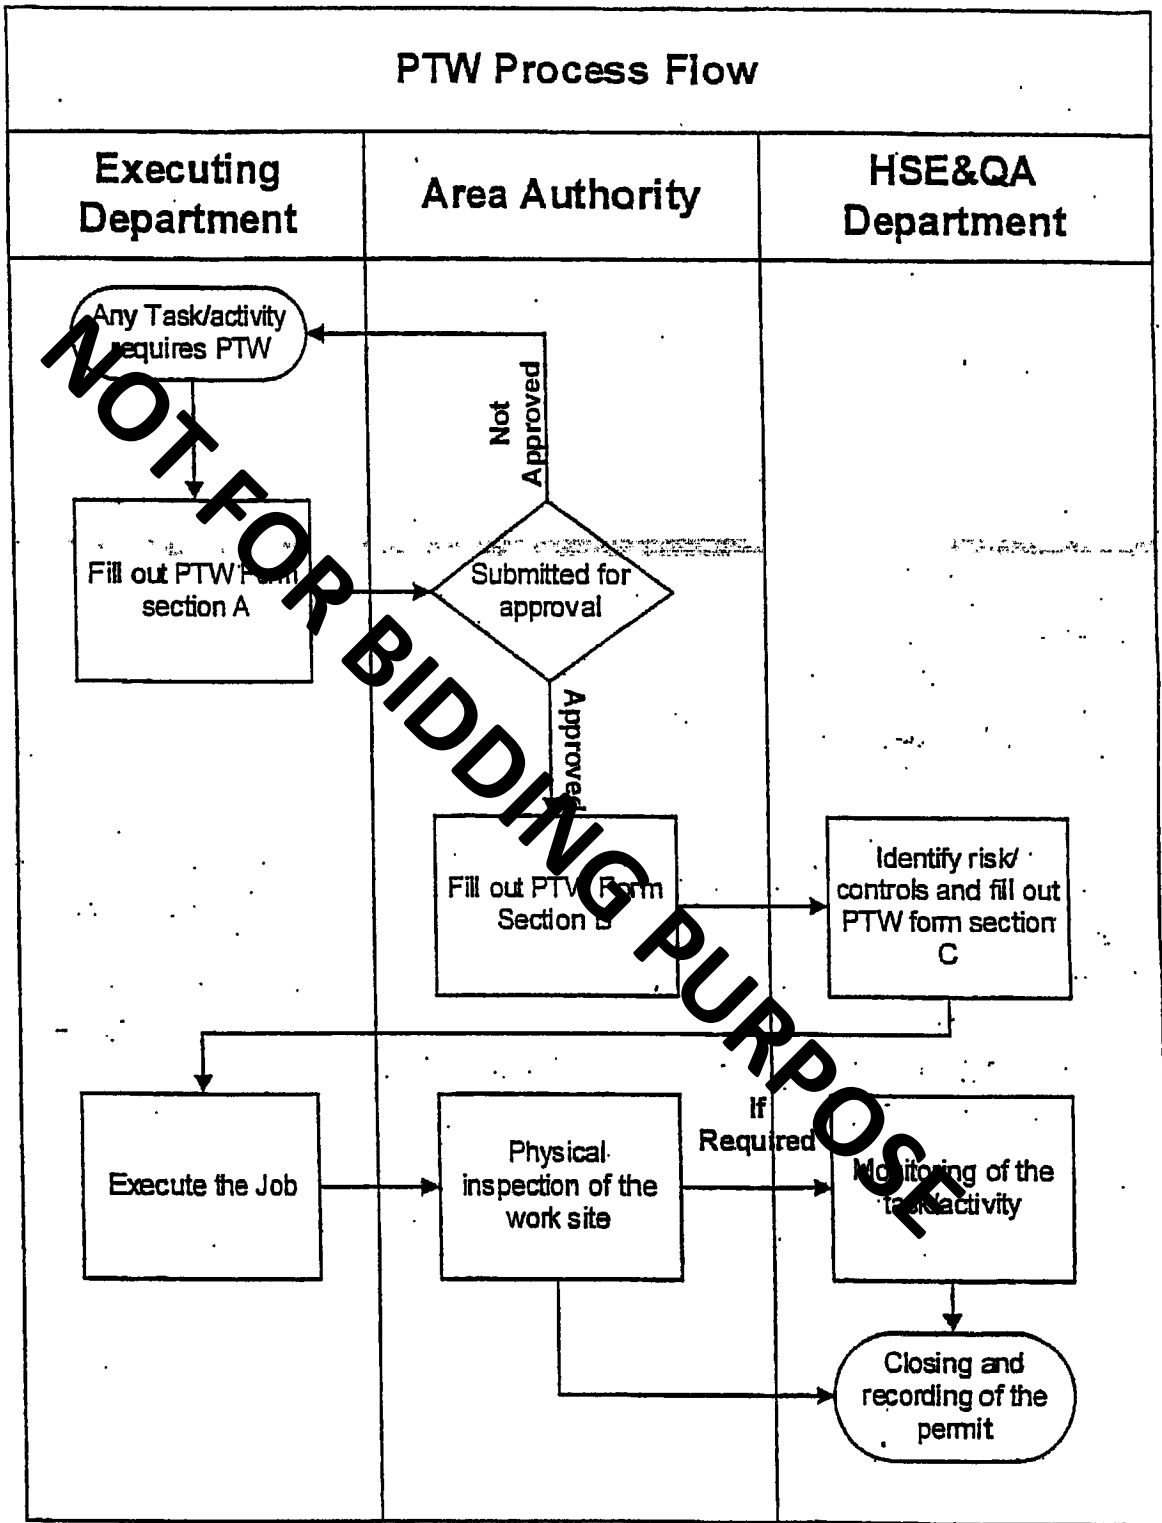 PTW Process Flow
Executing
Department
Area Authority
HSE&QA
Department
Any Task/activity
requires PTW
Not
Approved
Fill out PTW Form
section A
Submitted for
approval
Approved
Fill out PTW Form
Section B
Identify risk/
controls and fill out
PTW form section
C
Execute the Job
Physical
inspection of the
work site
If
Required
Monitoring of the
task/activity
Closing and
recording of the
permit
NOT FOR BIDDING PURPOSE